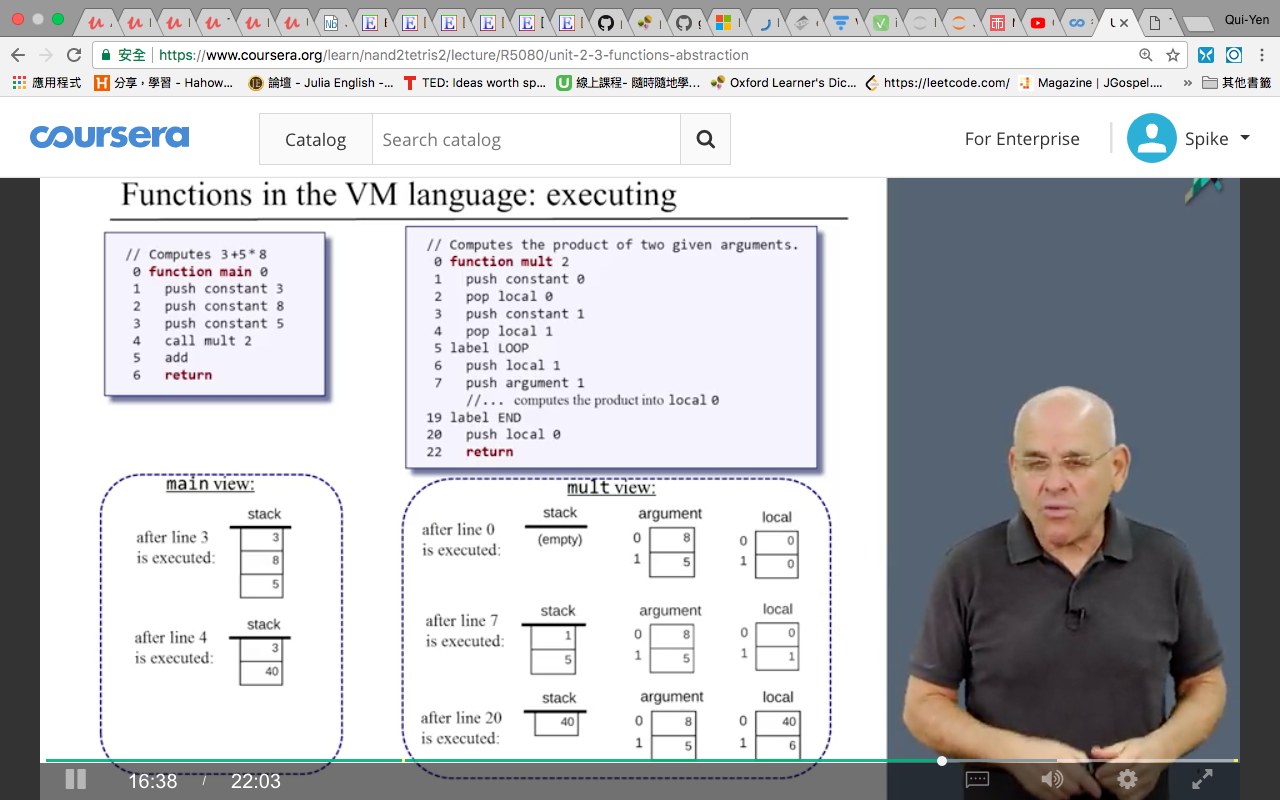 Qui-Yen
安全
https://www.coursera.org/learn/nand2tetris2/lecture/R5080/unit-2-3-functions-abstraction
應用程式
分享，學習 - Hahow...
論壇 - Julia English -...
TED: Ideas worth sp...
線上課程- 隨時隨地學...
Oxford Learner's Dic...
https://leetcode.com/
Magazine | JGospel....
»
其他書籤
coursera
Catalog
Search catalog
For Enterprise
Spike
Functions in the VM language: executing
// Computes 3+5*8
0 function main 0
1 push constant 3
2 push constant 8
3 push constant 5
4 call mult 2
5 add
6 return
// Computes the product of two given arguments.
0 function mult 2
1 push constant 0
2 pop local 0
3 push constant 1
4 pop local 1
5 label LOOP
6 push local 1
7 push argument 1
//... computes the product into local 0
19 label END
20 push local 0
22 return
main view:
after line 3
is executed:
stack
3
8
5
after line 4
is executed:
stack
3
40
mult view:
after line 0
is executed:
stack
(empty)
argument
0 8
1 5
local
0 0
1 0
after line 7
is executed:
stack
1
5
argument
0 8
1 5
local
0 0
1 1
after line 20
is executed:
stack
40
argument
0 8
1 5
local
0 40
1 6
16:38 / 22:03